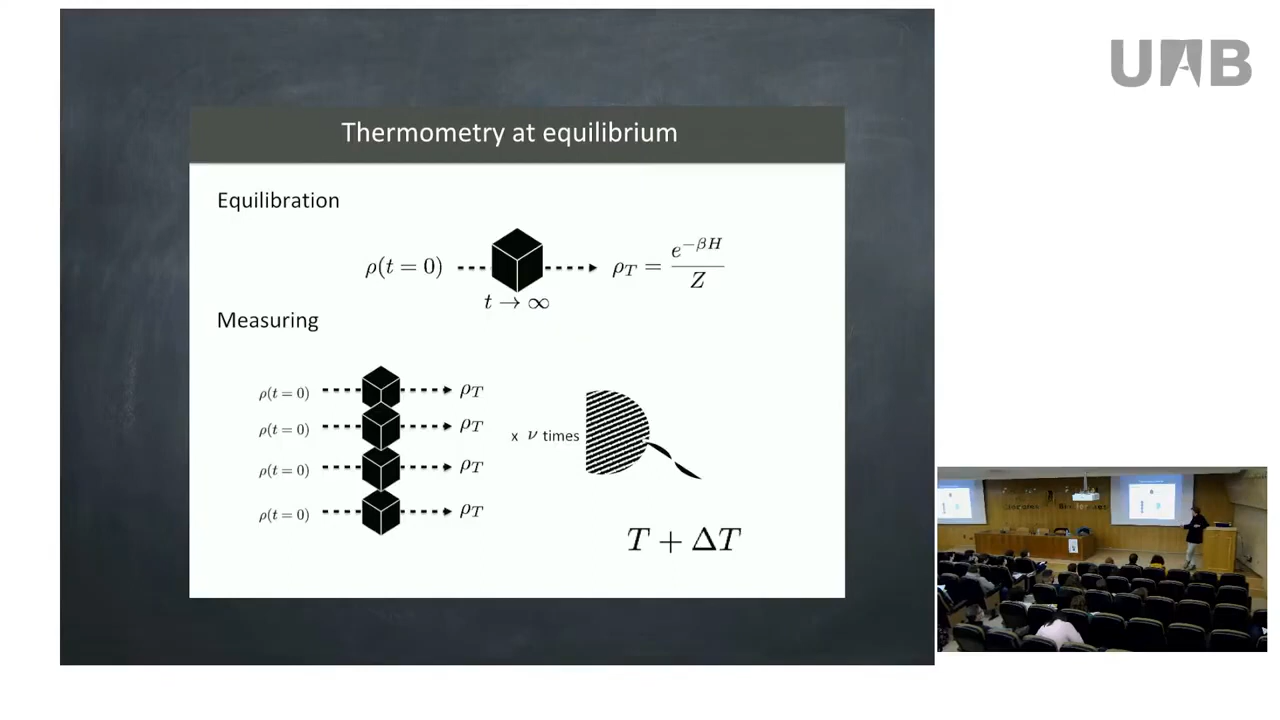 UAB
Thermometry at equilibrium
Equilibration
ρ(t = 0)
t → ∞
ρ_T = e^{-βH} / Z
Measuring
ρ(t = 0) ρ_T
ρ(t = 0) ρ_T
x ν times
ρ(t = 0) ρ_T
ρ(t = 0) ρ_T
T + ΔT